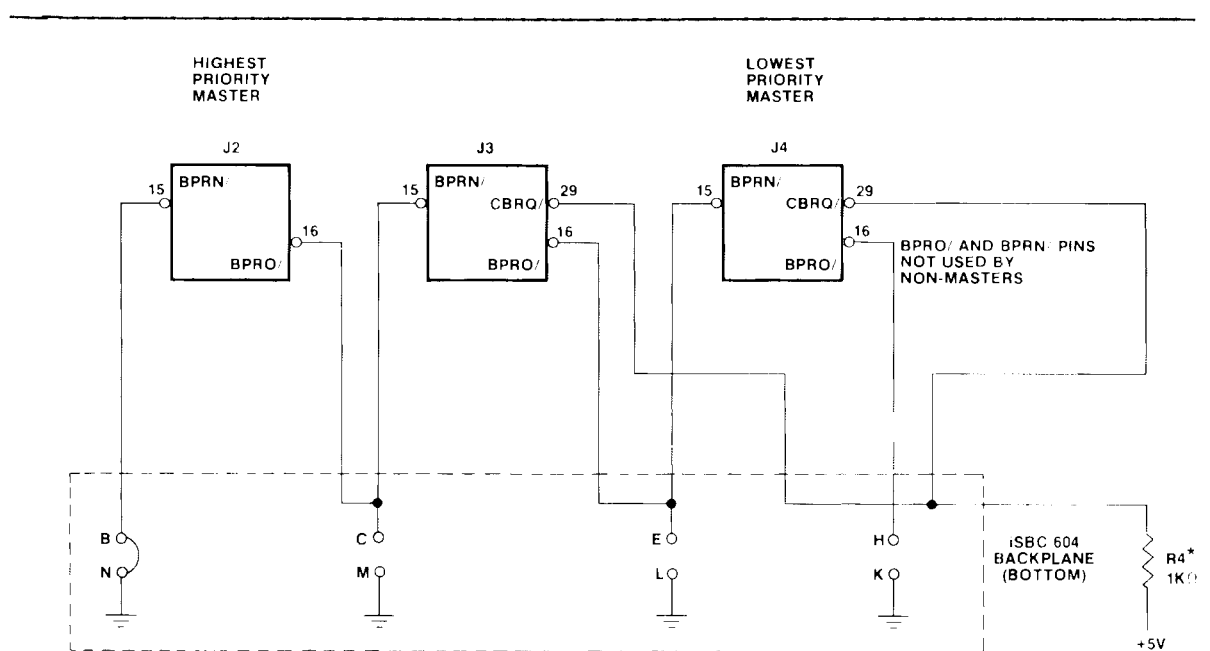 HIGHEST
PRIORITY
MASTER
LOWEST
PRIORITY
MASTER
J2
J3
J4
15
BPRN/
16
BPRO/
15
BPRN/
CBRQ/
29
16
BPRO/
15
BPRN/
CBRQ/
29
16
BPRO/
BPRO/ AND BPRN/ PINS
NOT USED BY
NON-MASTERS
B
N
C
M
E
L
H
K
iSBC 604
BACKPLANE
(BOTTOM)
R4*
1KΩ
+5V